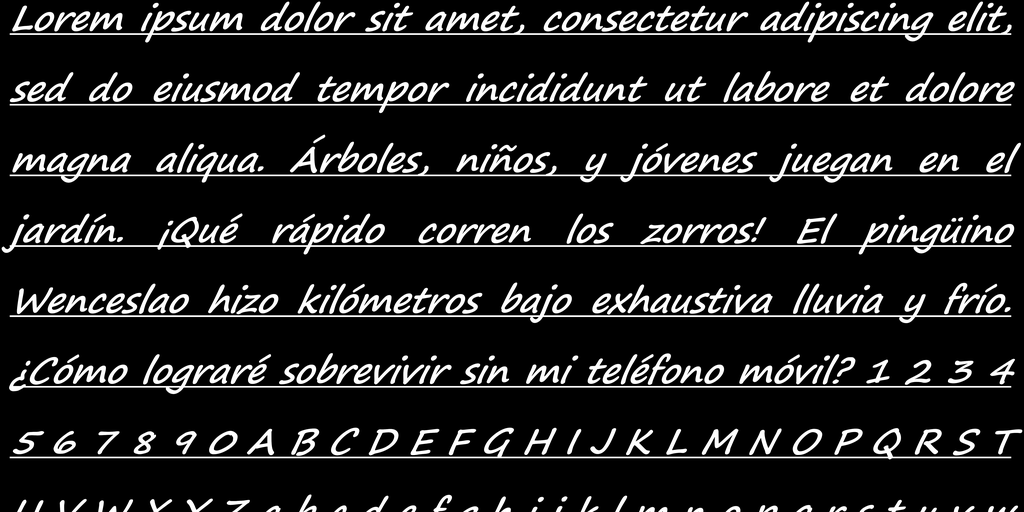 Lorem ipsum dolor sit amet, consectetur adipiscing elit,
sed do eiusmod tempor incididunt ut labore et dolore
magna aliqua. Árboles, niños, y jóvenes juegan en el
jardín. ¡Qué rápido corren los zorros! El pingüino
Wenceslao hizo kilómetros bajo exhaustiva lluvia y frío.
¿Cómo lograré sobrevivir sin mi teléfono móvil? 1 2 3 4
5 6 7 8 9 0 A B C D E F G H I J K L M N O P Q R S T
U V W X Y Z a b c d e f g h i j k l m n o p q r s t u v w